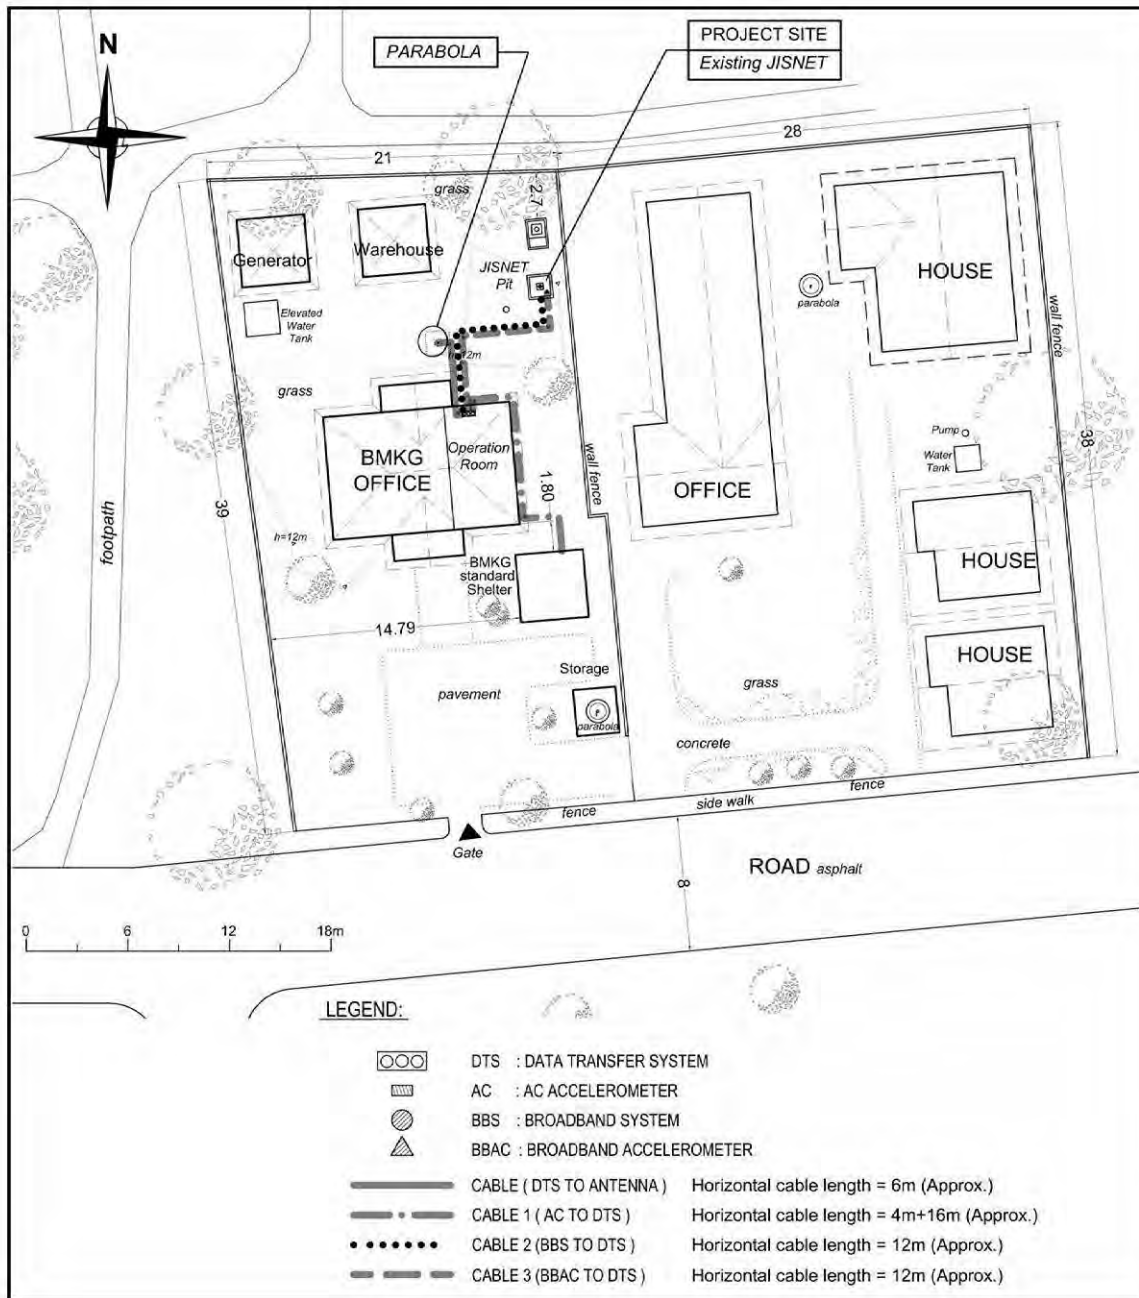 N
PARABOLA
PROJECT SITE
Existing JISNET
21
28
grass
2.7
Generator
Warehouse
JISNET
Pit
HOUSE
parabola
Elevated
Water
Tank
h=12m
wall fence
grass
BMKG
OFFICE
Operation
Room
wall fence
1.80
OFFICE
Pump
Water
Tank
38
39
footpath
h=12m
BMKG
standard
Shelter
HOUSE
14.79
HOUSE
Storage
pavement
parabola
grass
concrete
fence
side walk
fence
Gate
8
ROAD asphalt
0 6 12 18m
LEGEND:
DTS : DATA TRANSFER SYSTEM
AC : AC ACCELEROMETER
BBS : BROADBAND SYSTEM
BBAC : BROADBAND ACCELEROMETER
CABLE ( DTS TO ANTENNA ) Horizontal cable length = 6m (Approx.)
CABLE 1 ( AC TO DTS ) Horizontal cable length = 4m+16m (Approx.)
CABLE 2 (BBS TO DTS ) Horizontal cable length = 12m (Approx.)
CABLE 3 (BBAC TO DTS ) Horizontal cable length = 12m (Approx.)